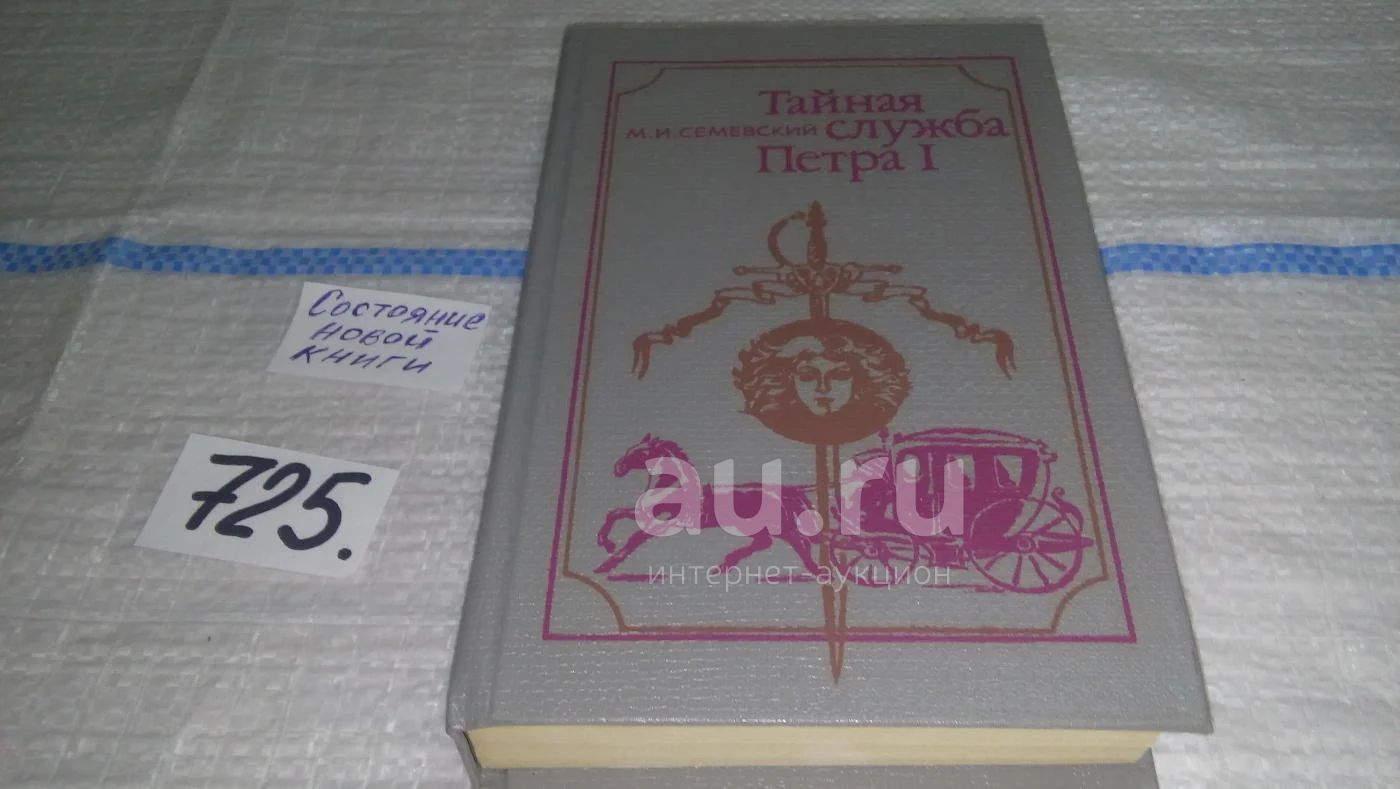 Тайная
М.И.СЕМЕВСКИЙ служба
Петра I
Состояние
новой
книги
725.
au.ru
интернет-аукцион